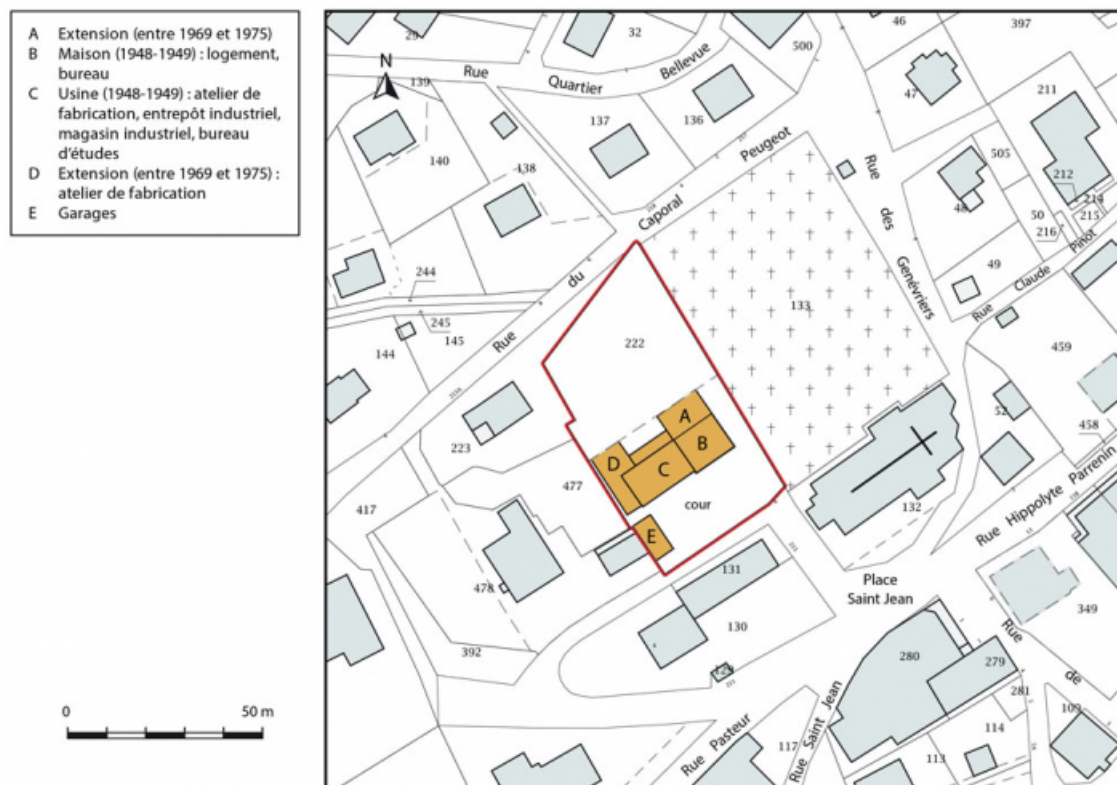 A Extension (entre 1969 et 1975)
B Maison (1948-1949) : logement,
bureau
C Usine (1948-1949) : atelier de
fabrication, entrepôt industriel,
magasin industriel, bureau
d'études
D Extension (entre 1969 et 1975) :
atelier de fabrication
E Garages
0 50 m
N
29
32
500
46
397
139
Rue Quartier Bellevue
47
211
137
136
140
138
Rue du Caporal Peugeot
Rue des Genévriers
505
212
214
48
50
215
216
49
Rue Claude Pinot
244
245
145
144
222
133
459
A
B
C
D
E
cour
223
477
52
458
417
132
Rue Hippolyte Parrenin
131
Place
Saint Jean
478
130
349
392
280
279
Rue de
281
109
Rue Pasteur
Rue Saint Jean
117
114
113